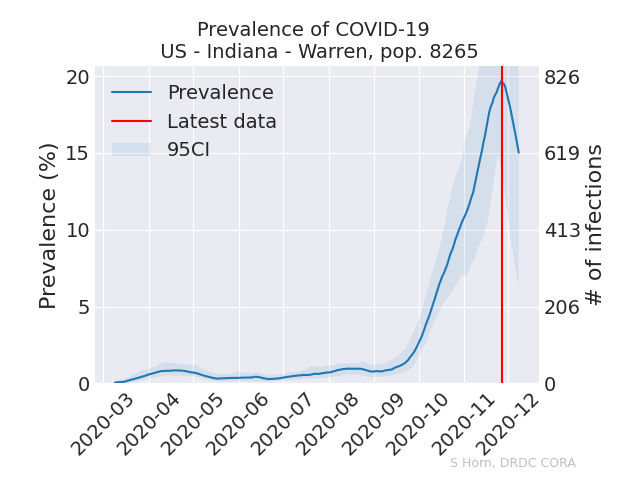 Prevalence of COVID-19
US - Indiana - Warren, pop. 8265
Prevalence
Latest data
95CI
Prevalence (%)
20
15
10
5
0
826
619
413
206
0
# of infections
2020-03
2020-04
2020-05
2020-06
2020-07
2020-08
2020-09
2020-10
2020-11
2020-12
S Horn, DRDC CORA